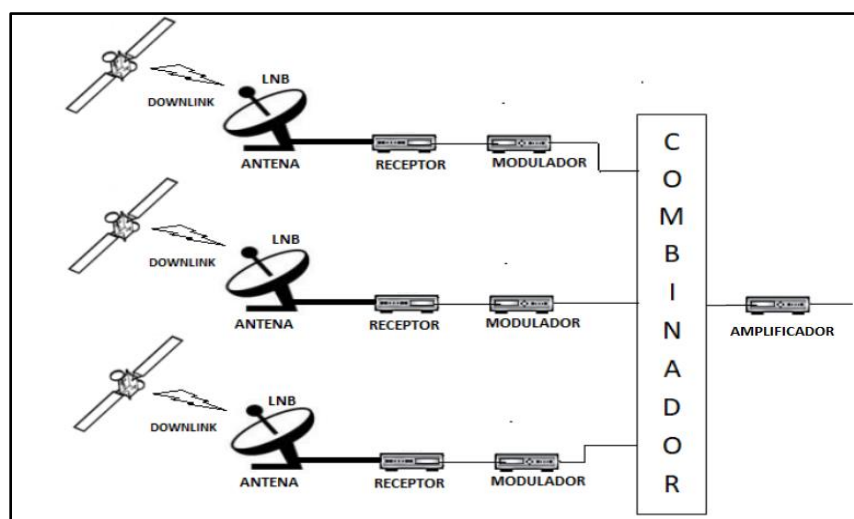 LNB
DOWNLINK
ANTENA
RECEPTOR
MODULADOR
LNB
DOWNLINK
ANTENA
RECEPTOR
MODULADOR
LNB
DOWNLINK
ANTENA
RECEPTOR
MODULADOR
C
O
M
B
I
N
A
D
O
R
AMPLIFICADOR